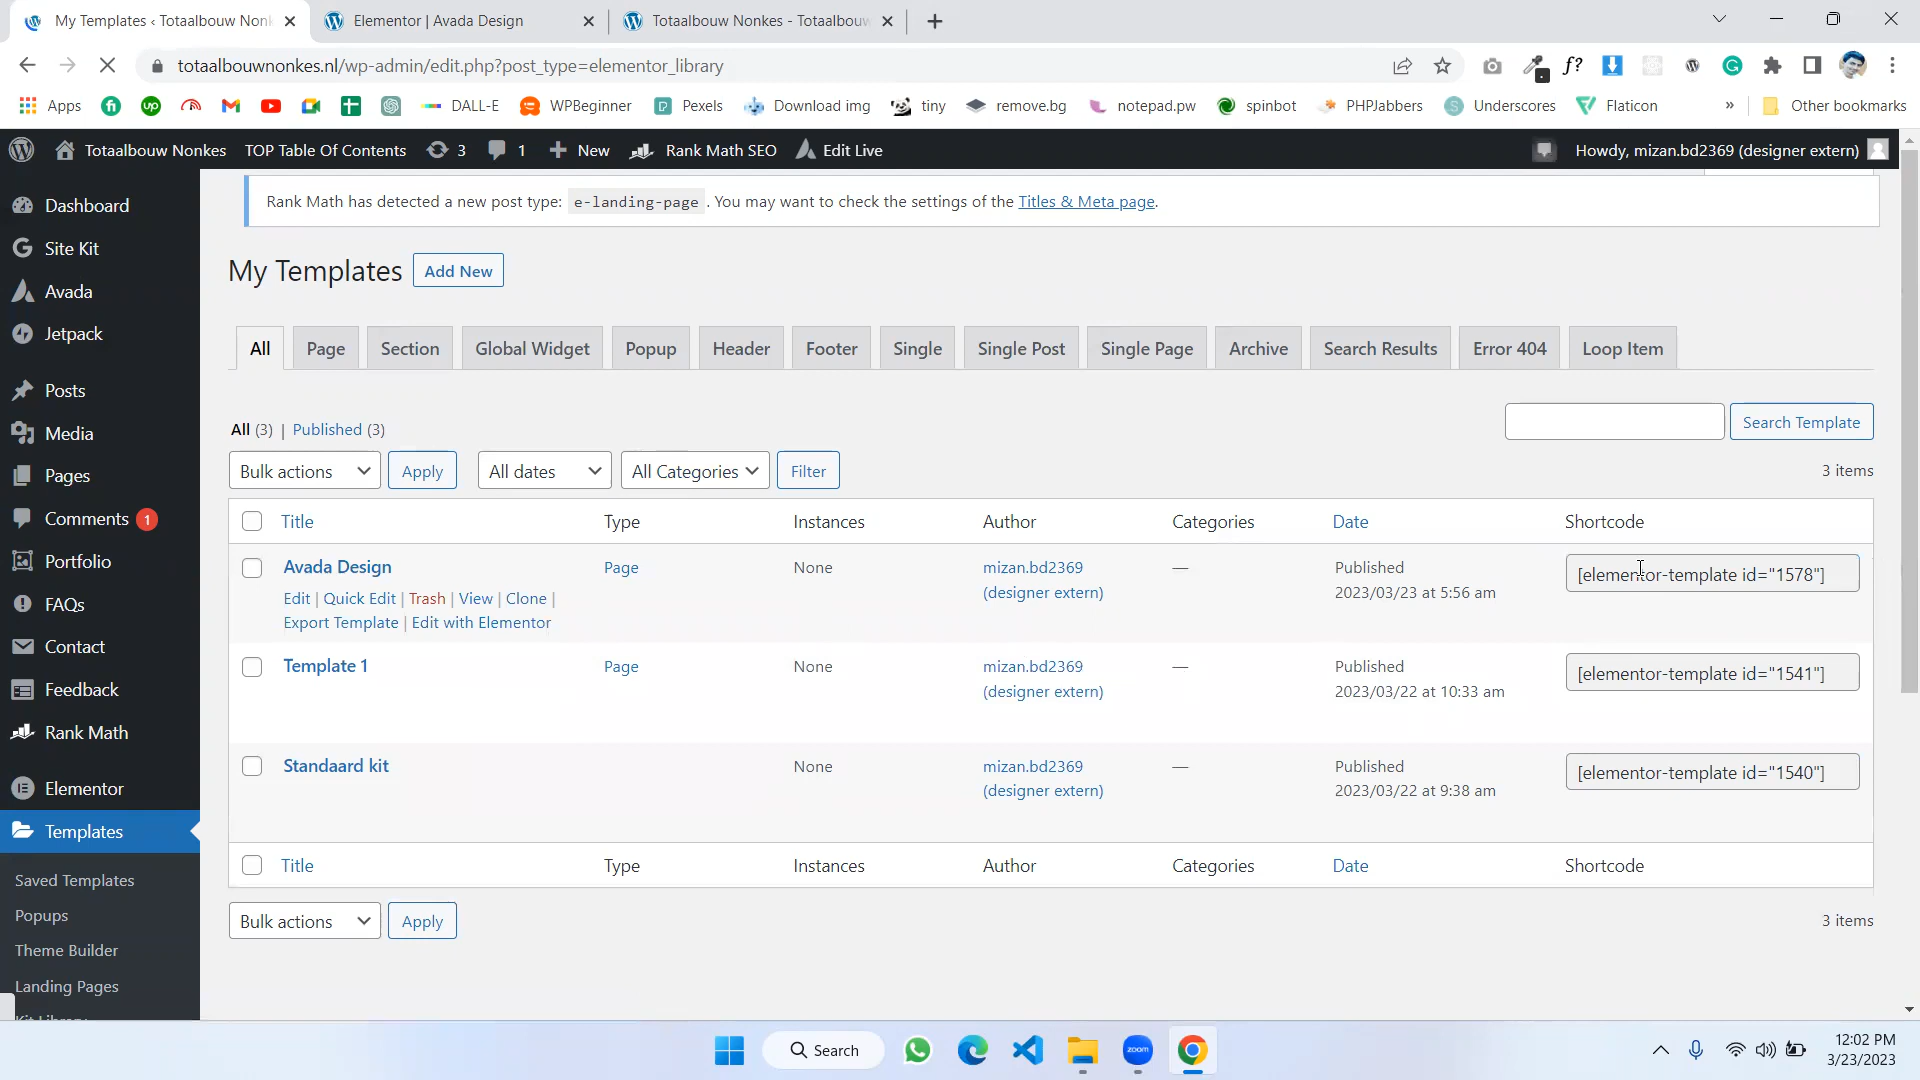 My Templates ‹ Totaalbouw Nonk
Elementor | Avada Design
Totaalbouw Nonkes - Totaalbouw
totaalbouwnonkes.nl/wp-admin/edit.php?post_type=elementor_library
f?
Apps
DALL-E
WPBeginner
Pexels
Download img
tiny
remove.bg
notepad.pw
spinbot
PHPJabbers
Underscores
Flaticon
»
Other bookmarks
Totaalbouw Nonkes
TOP Table Of Contents
3
1
New
Rank Math SEO
Edit Live
Howdy, mizan.bd2369 (designer extern)
Dashboard
Site Kit
Avada
Jetpack
Posts
Media
Pages
Comments 1
Portfolio
FAQs
Contact
Feedback
Rank Math
Elementor
Templates
Saved Templates
Popups
Theme Builder
Landing Pages
Kit Library
Rank Math has detected a new post type: e-landing-page . You may want to check the settings of the Titles & Meta page.
My Templates Add New
All Page Section Global Widget Popup Header Footer Single Single Post Single Page Archive Search Results Error 404 Loop Item
All (3) | Published (3)
Search Template
Bulk actions Apply All dates All Categories Filter
3 items
Title Type Instances Author Categories Date Shortcode
Avada Design Page None mizan.bd2369 — Published [elementor-template id="1578"]
(designer extern) 2023/03/23 at 5:56 am
Edit | Quick Edit | Trash | View | Clone |
Export Template | Edit with Elementor
Template 1 Page None mizan.bd2369 — Published [elementor-template id="1541"]
(designer extern) 2023/03/22 at 10:33 am
Standaard kit None mizan.bd2369 — Published [elementor-template id="1540"]
(designer extern) 2023/03/22 at 9:38 am
Title Type Instances Author Categories Date Shortcode
Bulk actions Apply
3 items
Search
zoom
12:02 PM
3/23/2023